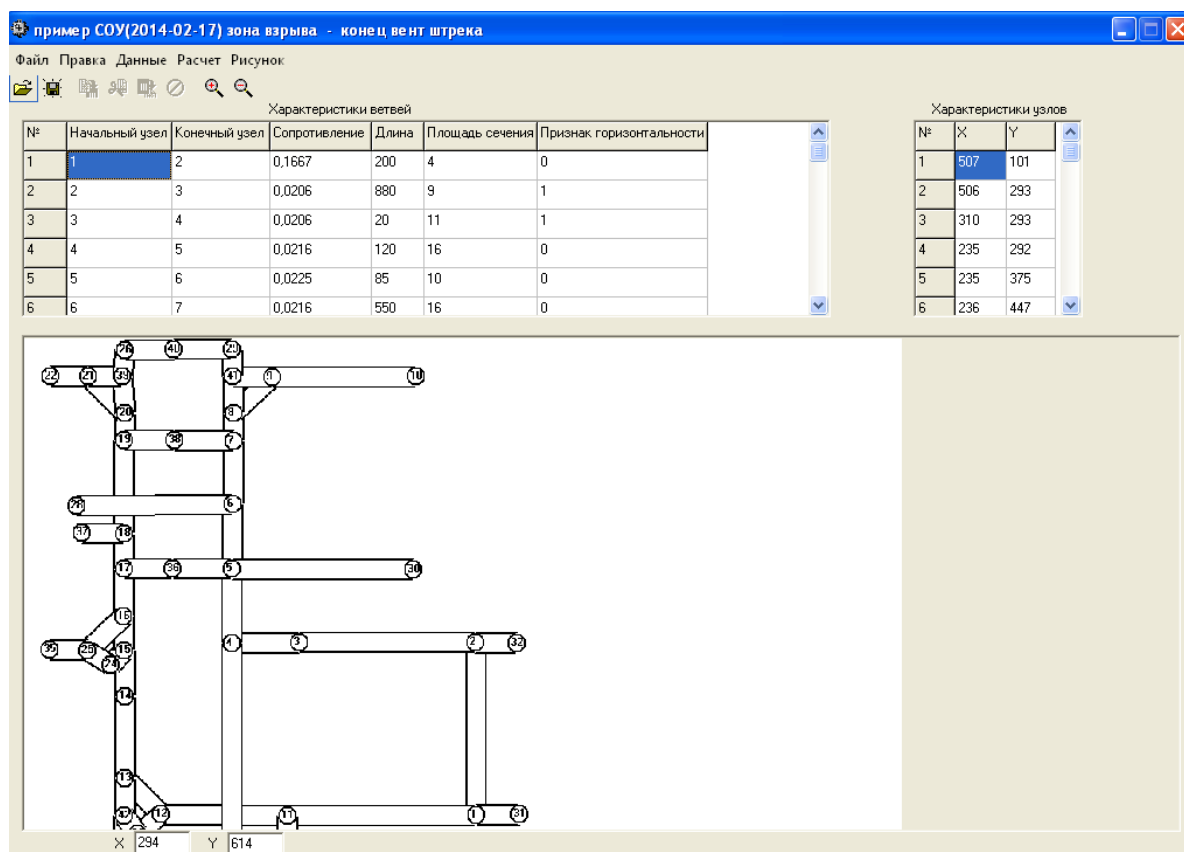 пример СОУ(2014-02-17) зона взрыва - конец вент штрека
Файл Правка Данные Расчет Рисунок
Характеристики ветвей
Характеристики узлов
№ Начальный узел Конечный узел Сопротивление Длина Площадь сечения Признак горизонтальности
№ X Y
1 1 2 0,1667 200 4 0
1 507 101
2 2 3 0,0206 880 9 1
2 506 293
3 3 4 0,0206 20 11 1
3 310 293
4 4 5 0,0216 120 16 0
4 235 292
5 5 6 0,0225 85 10 0
5 235 375
6 6 7 0,0216 550 16 0
6 236 447
26 40 29
22 21 39 41 9 10
20 8
19 38 7
28 6
37 18
17 36 5 30
16
35 25 15 4 3 2 32
24
14
13
42 12 11 1 31
X 294 Y 614